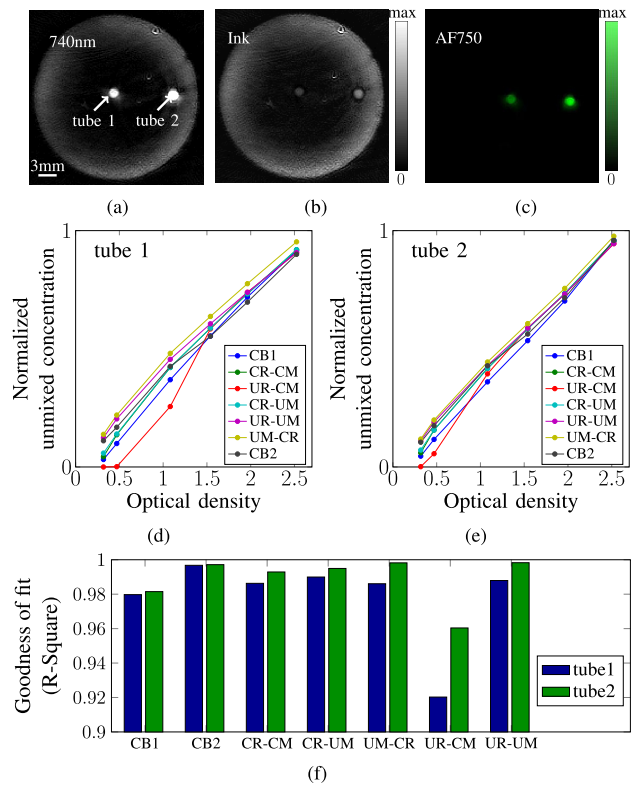 740nm
tube 1
tube 2
3mm
(a)
Ink
max
0
(b)
AF750
max
0
(c)
tube 1
Normalized
unmixed concentration
1
0
CB1
CR-CM
UR-CM
CR-UM
UR-UM
UM-CR
CB2
0 0.5 1 1.5 2 2.5
Optical density
(d)
tube 2
Normalized
unmixed concentration
1
0
CB1
CR-CM
UR-CM
CR-UM
UR-UM
UM-CR
CB2
0 0.5 1 1.5 2 2.5
Optical density
(e)
Goodness of fit
(R-Square)
1
0.98
0.96
0.94
0.92
0.9
tube1
tube2
CB1 CB2 CR-CM CR-UM UM-CR UR-CM UR-UM
(f)